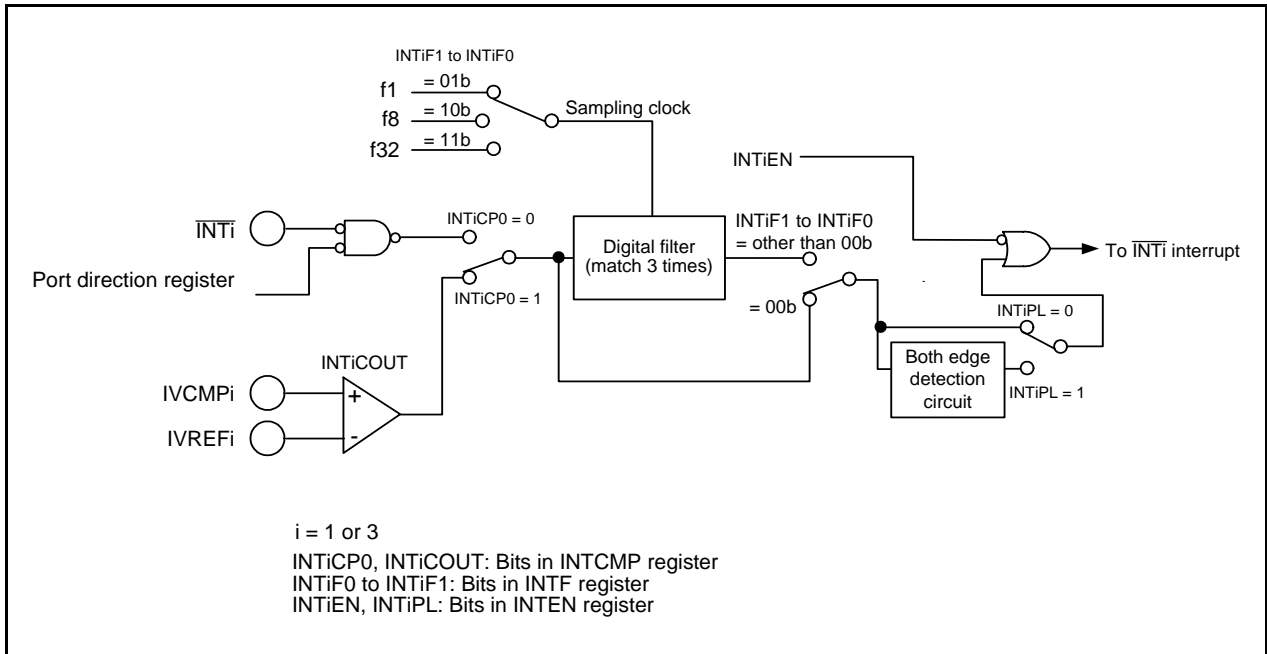 INTiF1 to INTiF0
f1
= 01b
f8
= 10b
f32
= 11b
Sampling clock
INTiEN
I̅N̅T̅i̅
Port direction register
INTiCP0 = 0
INTiCP0 = 1
Digital filter
(match 3 times)
INTiF1 to INTiF0
= other than 00b
= 00b
To I̅N̅T̅i̅ interrupt
INTiPL = 0
Both edge
detection
circuit
INTiPL = 1
INTiCOUT
IVCMPi
+
IVREFi
-
i = 1 or 3
INTiCP0, INTiCOUT: Bits in INTCMP register
INTiF0 to INTiF1: Bits in INTF register
INTiEN, INTiPL: Bits in INTEN register